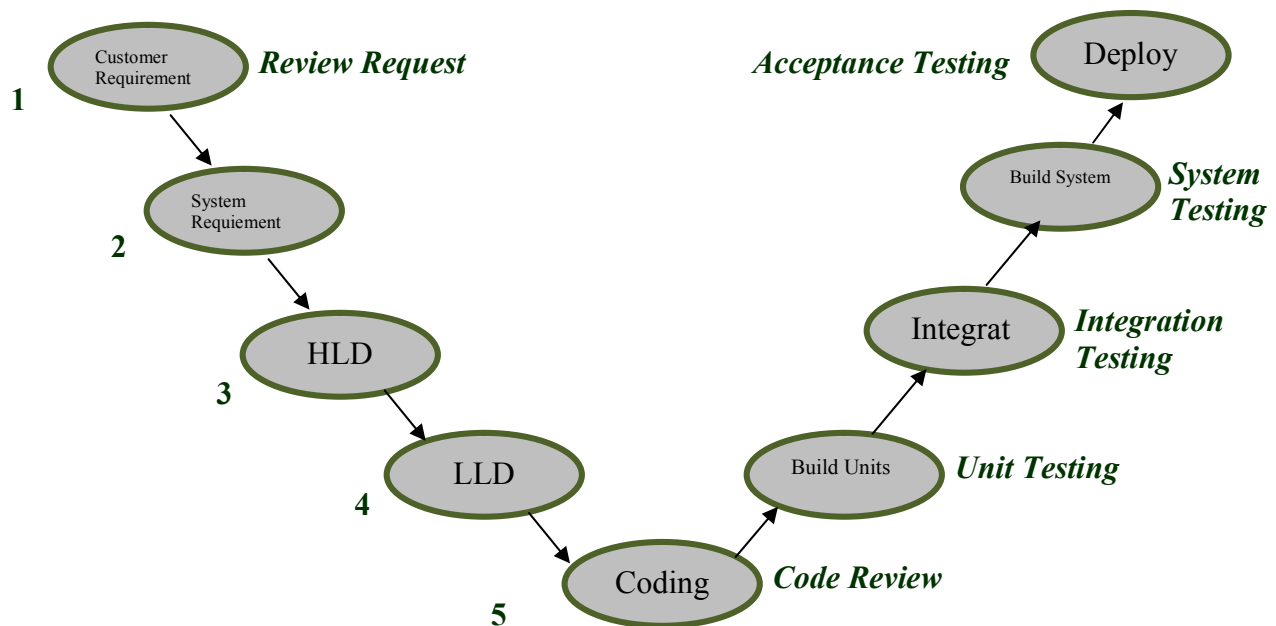 Customer
Requirement
Review Request
1
System
Requiement
2
HLD
3
LLD
4
Coding
5
Code Review
Build Units
Unit Testing
Integrat
Integration
Testing
Build System
System
Testing
Acceptance Testing
Deploy